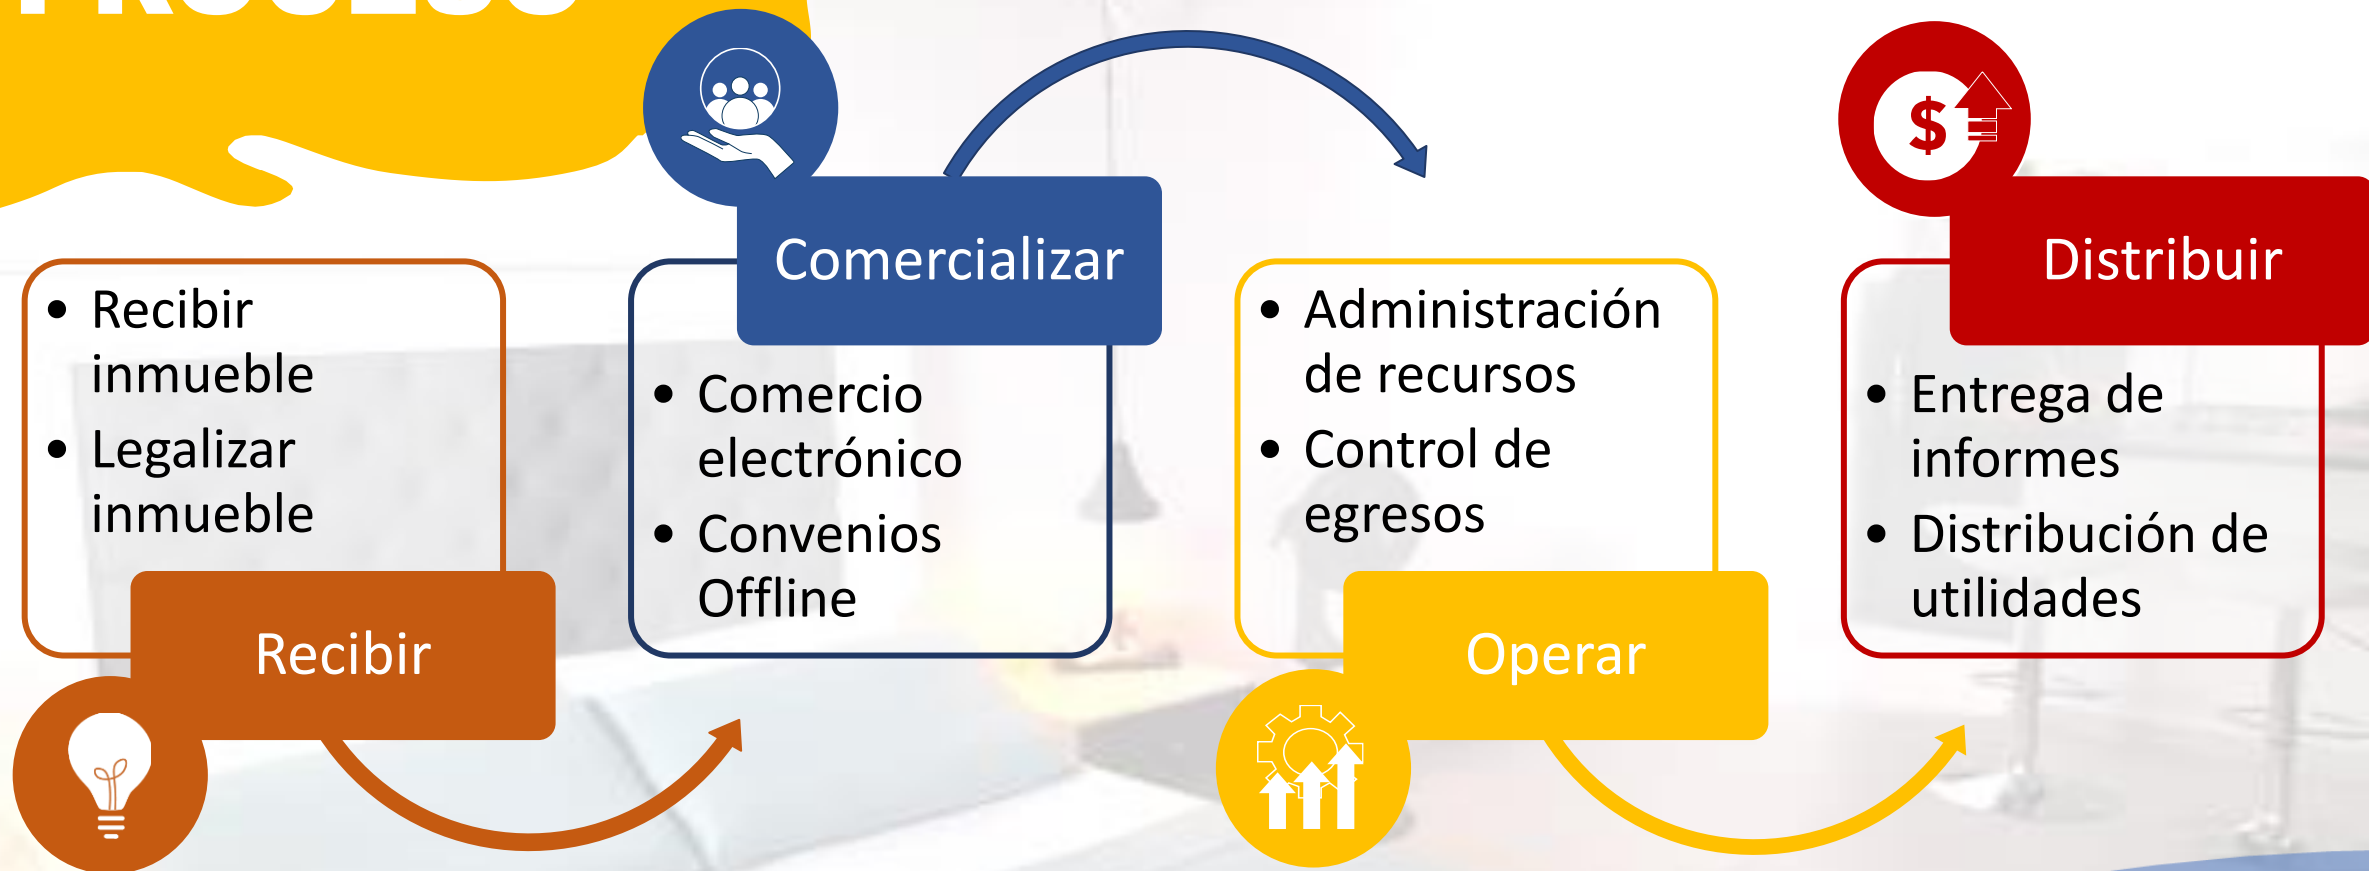 PROCESO
• Recibir
inmueble
• Legalizar
inmueble
Recibir
Comercializar
• Comercio
electrónico
• Convenios
Offline
• Administración
de recursos
• Control de
egresos
Operar
$
Distribuir
• Entrega de
informes
• Distribución de
utilidades